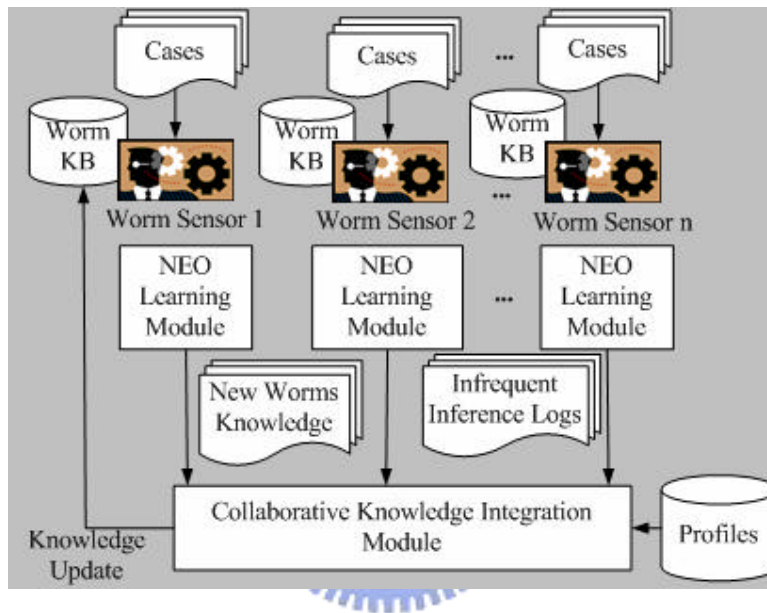 Cases
Cases
...
Cases
Worm
KB
Worm
KB
Worm
KB
...
Worm Sensor 1
Worm Sensor 2
Worm Sensor n
NEO
Learning
Module
NEO
Learning
Module
...
NEO
Learning
Module
New Worms
Knowledge
Infrequent
Inference Logs
Collaborative Knowledge Integration
Module
Profiles
Knowledge
Update